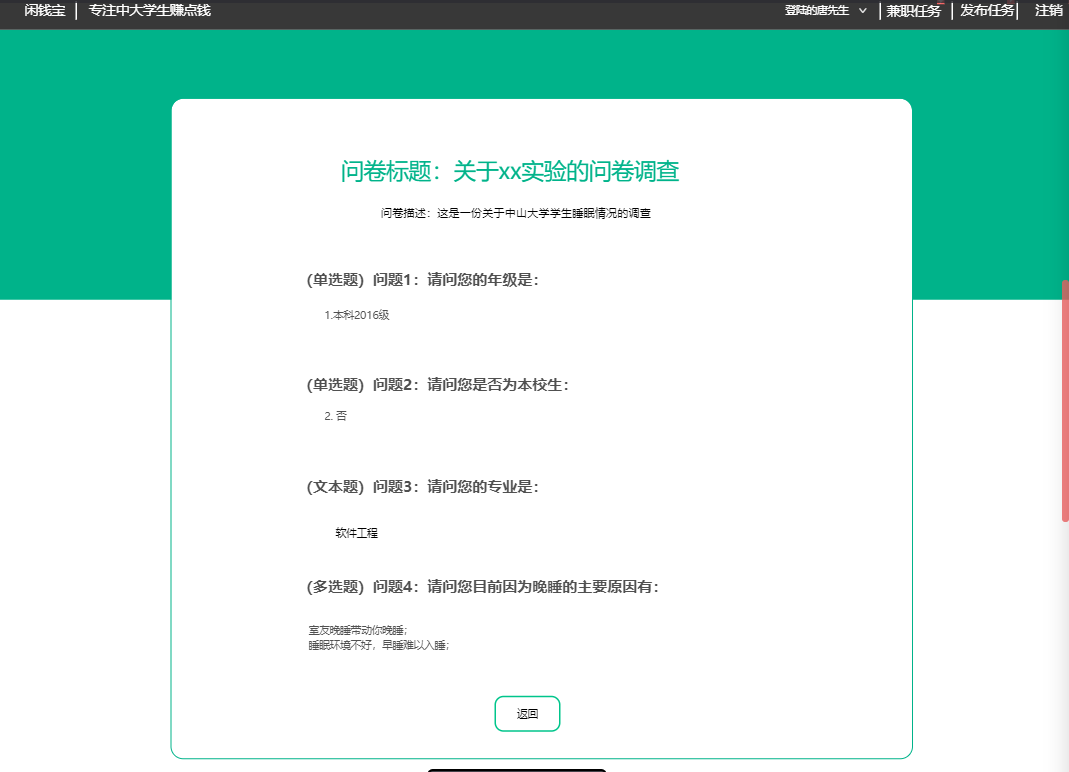 闲钱宝 | 专注中大学生赚点钱
登陆的唐先生 | 兼职任务 | 发布任务 | 注销
问卷标题：关于xx实验的问卷调查
问卷描述：这是一份关于中山大学学生睡眠情况的调查
(单选题）问题1：请问您的年级是：
1.本科2016级
(单选题）问题2：请问您是否为本校生：
2. 否
(文本题）问题3：请问您的专业是：
软件工程
(多选题）问题4：请问您目前因为晚睡的主要原因有：
室友晚睡带动你晚睡；
睡眠环境不好，早睡难以入睡；
返回